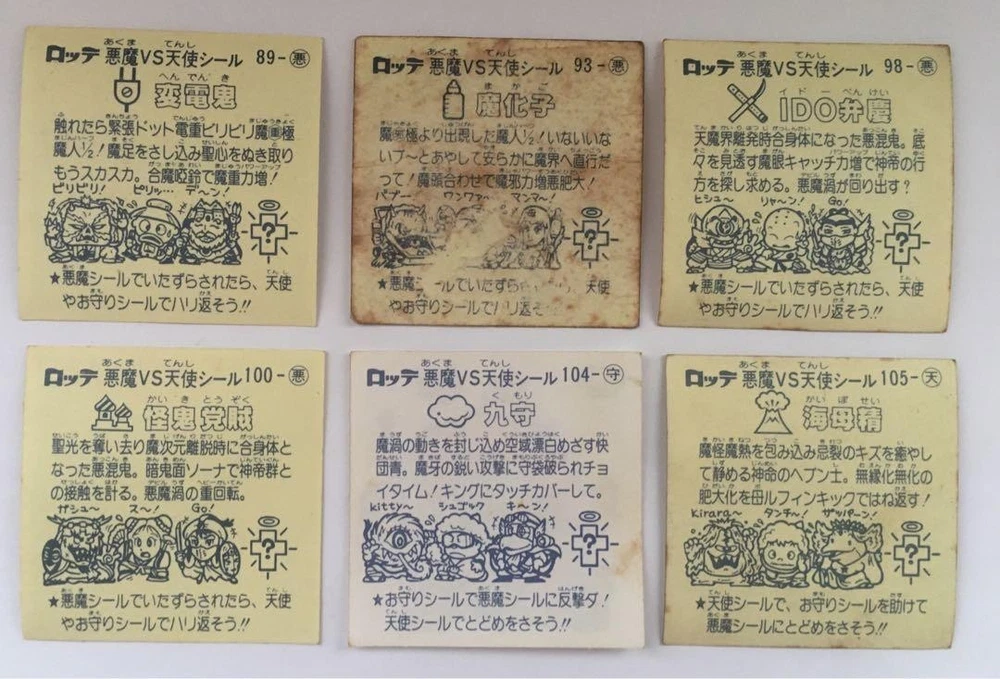 ロッテ 悪魔VS天使シール 89-悪
変電鬼
触れたら緊張ドット電重ビリビリ魔重極
魔人½！魔足をさし込み聖心をぬき取り
もうスカスカ。合魔啞鈴で魔重力増！
ビリビリ！ ビリッ… デ〜ン！
?
★悪魔シールでいたずらされたら、天使
やお守りシールでハリ返そう!!
ロッテ 悪魔VS天使シール 93-悪
魔化子
極より出現した魔人½！いないいな
いブ〜とあやして安らかに魔界へ直行だ
って！魔頭合わせで魔邪力増悪肥大！
バブー ワンワァ〜 マンマ〜！
?
★悪魔 ールでいたずらされ 、天使
やお守りシールでハリ返そ
ロッテ 悪魔VS天使シール 98-悪
IDO弁慶
天魔界離発時合身体になった悪混鬼。底
々を見透す魔眼キャッチ力増で神帝の行
方を探し求める。悪魔渦が回り出す？
ヒシュ〜 リャ〜ン！ Go！
?
★悪魔シールでいたずらされたら、天使
やお守りシールでハリ返そう!!
ロッテ 悪魔VS天使シール 100-悪
怪鬼党賊
聖光を奪い去り魔次元離脱時に合身体と
なった悪混鬼。暗鬼面ソーナで神帝群と
の接触を計る。悪魔渦の重回転。
ガシュ〜 ス〜！ Go！
?
★悪魔シールでいたずらされたら、天使
やお守りシールでハリ返そう!!
ロッテ 悪魔VS天使シール 104-守
九守
魔渦の動きを封じ込め空域漂白めざす快
団青。魔牙の鋭い攻撃に守袋破られチョ
イタイム！キングにタッチカバーして。
kitty〜 シュゴック キ〜ン！
?
★お守りシールで悪魔シールに反撃ダ！
天使シールでとどめをさそう!!
ロッテ 悪魔VS天使シール 105-天
海母精
魔怪魔熱を包み込み忌裂のキズを癒やし
て静める神命のヘブン士。無縁化無化の
肥大化を母ルフィンキックではね返す！
Kirara〜 タンチ〜！ ザッパーン！
?
★天使シールで、お守りシールを助けて
悪魔シールにとどめをさそう!!